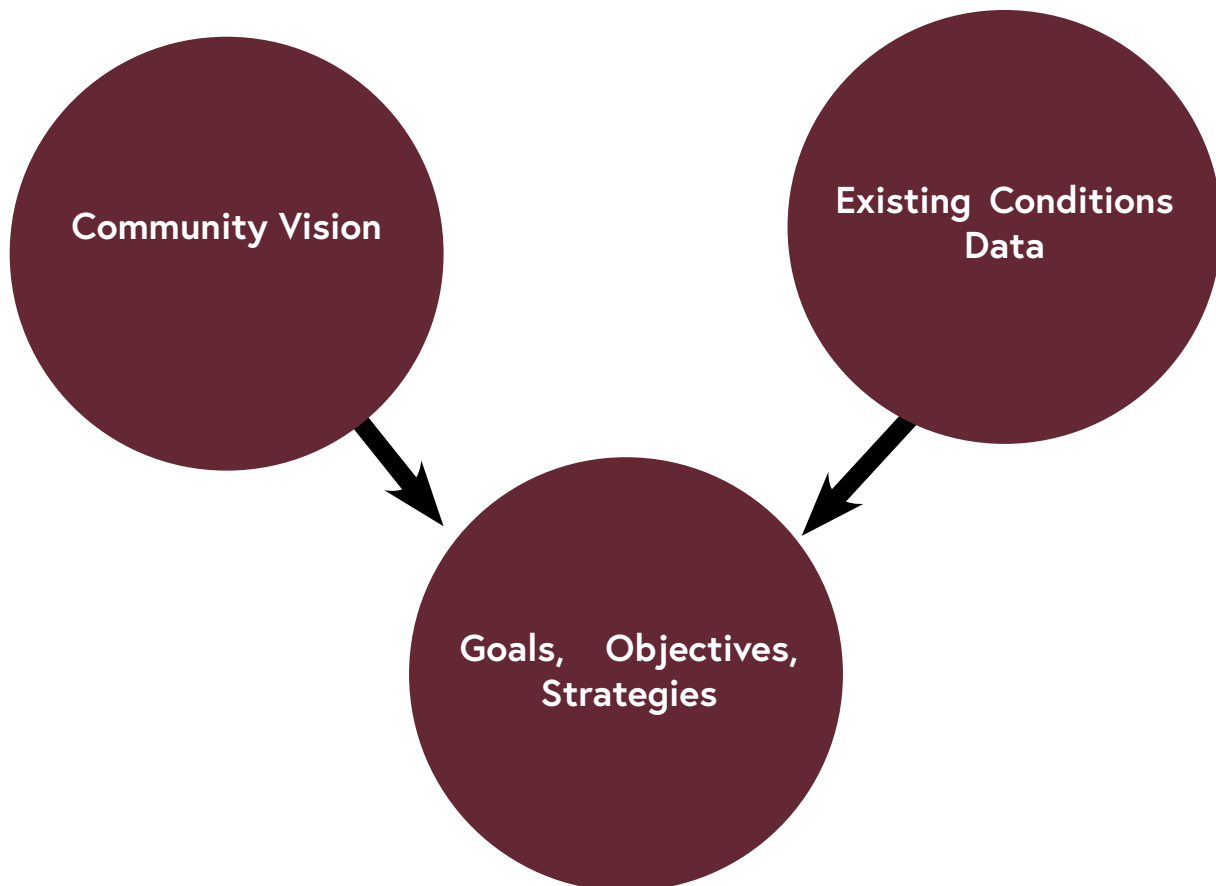 Community Vision
Existing Conditions
Data
Goals, Objectives,
Strategies